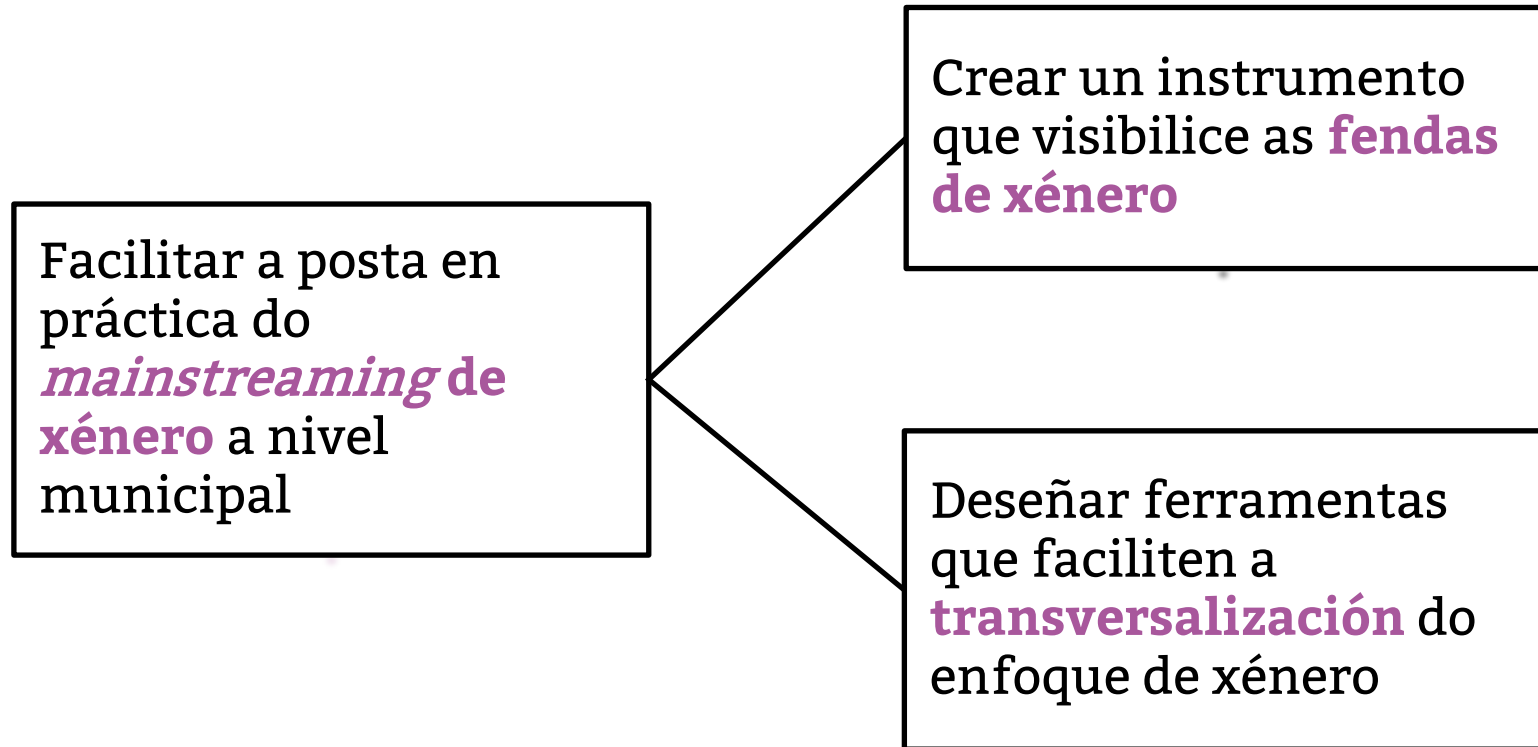 Facilitar a posta en
práctica do
mainstreaming de
xénero a nivel
municipal
Crear un instrumento
que visibilice as fendas
de xénero
Deseñar ferramentas
que faciliten a
transversalización do
enfoque de xénero